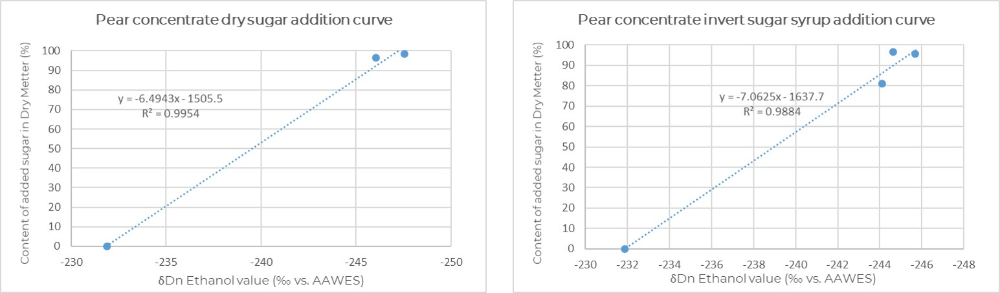 Pear concentrate dry sugar addition curve
Content of added sugar in Dry Metter (%)
100
90
80
70
60
50
40
30
20
10
0
y = -6.4943x - 1505.5
R² = 0.9954
-230 -235 -240 -245 -250
δDn Ethanol value (‰ vs. AAWES)
Pear concentrate invert sugar syrup addition curve
Content of added sugar in Dry Metter (%)
100
90
80
70
60
50
40
30
20
10
0
y = -7.0625x - 1637.7
R² = 0.9884
-230 -232 -234 -236 -238 -240 -242 -244 -246 -248
δDn Ethanol value (‰ vs. AAWES)